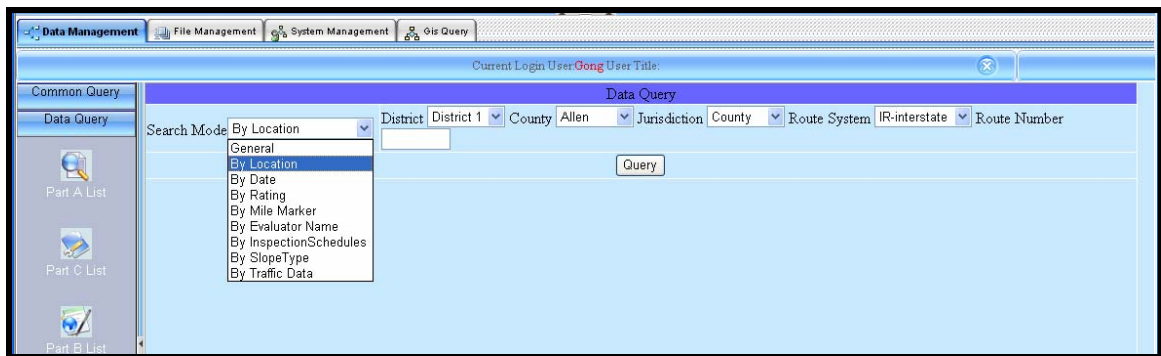 Data Management File Management System Management Gis Query
Current Login User:Gong User Title:
Common Query
Data Query
Part A List
Part C List
Part B List
Data Query
Search Mode By Location District District 1 County Allen Jurisdiction County Route System IR-interstate Route Number
General
By Location
By Date
By Rating
By Mile Marker
By Evaluator Name
By InspectionSchedules
By SlopeType
By Traffic Data
Query